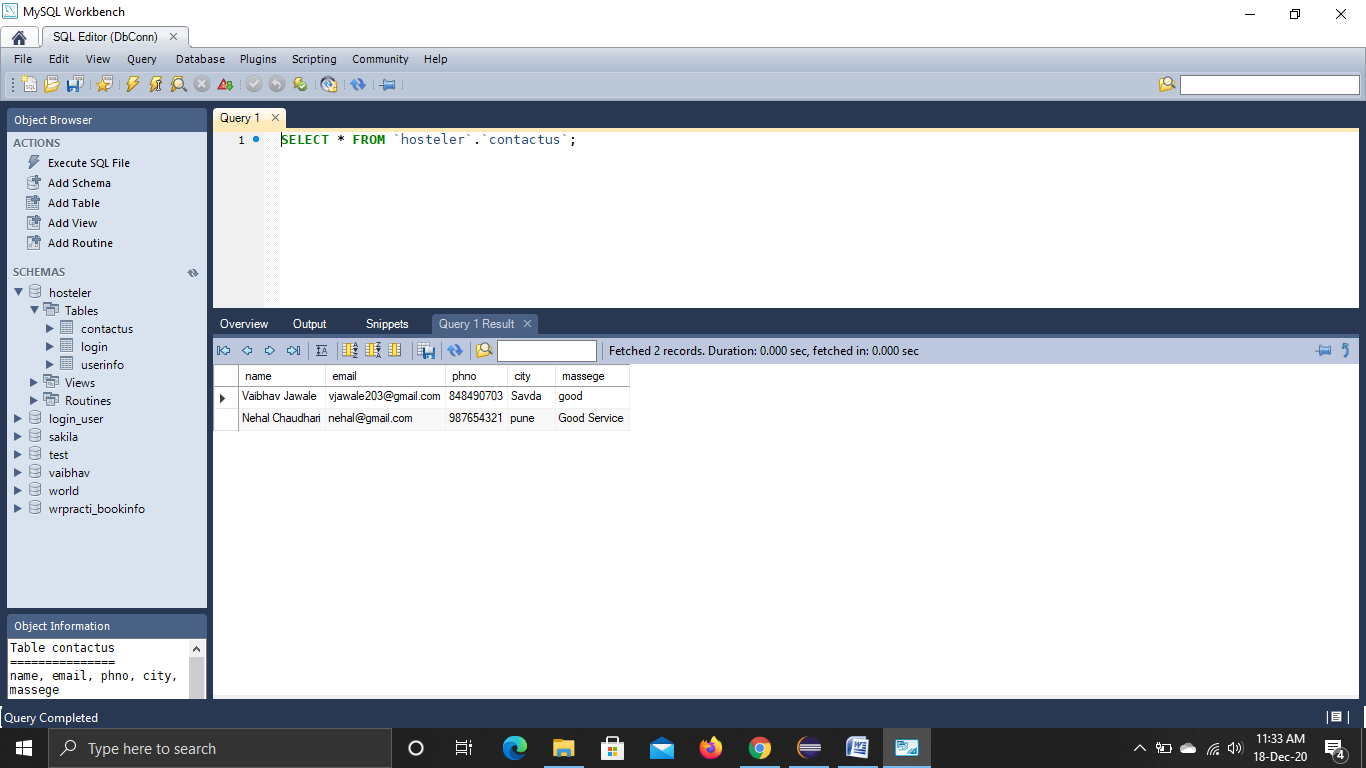 MySQL Workbench
SQL Editor (DbConn)
File Edit View Query Database Plugins Scripting Community Help
Object Browser
ACTIONS
Execute SQL File
Add Schema
Add Table
Add View
Add Routine
SCHEMAS
hosteler
Tables
contactus
login
userinfo
Views
Routines
login_user
sakila
test
vaibhav
world
wrpracti_bookinfo
Object Information
Table contactus
===============
name, email, phno, city,
massege
Query 1
1 SELECT * FROM `hosteler`.`contactus`;
Overview Output Snippets Query 1 Result
Fetched 2 records. Duration: 0.000 sec, fetched in: 0.000 sec
name email phno city massege
Vaibhav Jawale vjawale203@gmail.com 848490703 Savda good
Nehal Chaudhari nehal@gmail.com 987654321 pune Good Service
Query Completed
Type here to search
11:33 AM
18-Dec-20
4